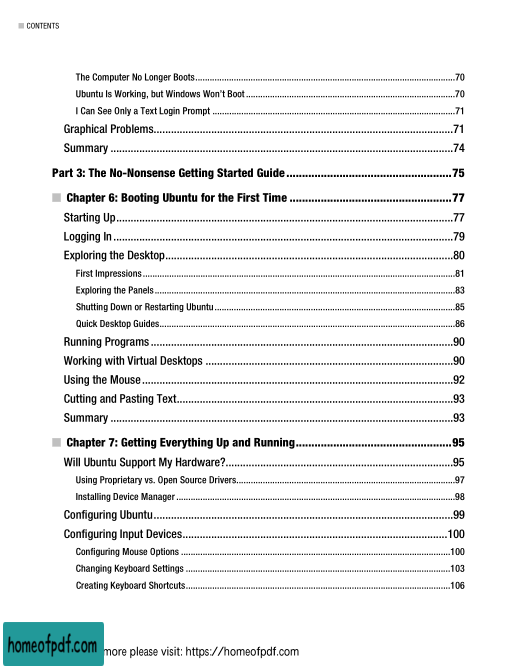 CONTENTS
The Computer No Longer Boots....................70
Ubuntu Is Working, but Windows Won't Boot....................70
I Can See Only a Text Login Prompt....................71
Graphical Problems....................71
Summary....................74
Part 3: The No-Nonsense Getting Started Guide....................75
Chapter 6: Booting Ubuntu for the First Time....................77
Starting Up....................77
Logging In....................79
Exploring the Desktop....................80
First Impressions....................81
Exploring the Panels....................83
Shutting Down or Restarting Ubuntu....................85
Quick Desktop Guides....................86
Running Programs....................90
Working with Virtual Desktops....................90
Using the Mouse....................92
Cutting and Pasting Text....................93
Summary....................93
Chapter 7: Getting Everything Up and Running....................95
Will Ubuntu Support My Hardware?....................95
Using Proprietary vs. Open Source Drivers....................97
Installing Device Manager....................98
Configuring Ubuntu....................99
Configuring Input Devices....................100
Configuring Mouse Options....................100
Changing Keyboard Settings....................103
Creating Keyboard Shortcuts....................106
homeofpdf.com more please visit: https://homeofpdf.com